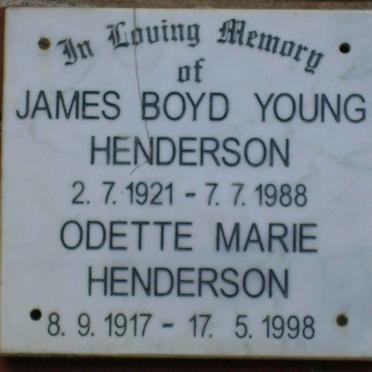 In Loving Memory
of
JAMES BOYD YOUNG
HENDERSON
2. 7. 1921 - 7. 7. 1988
ODETTE MARIE
HENDERSON
8. 9. 1917 - 17. 5. 1998